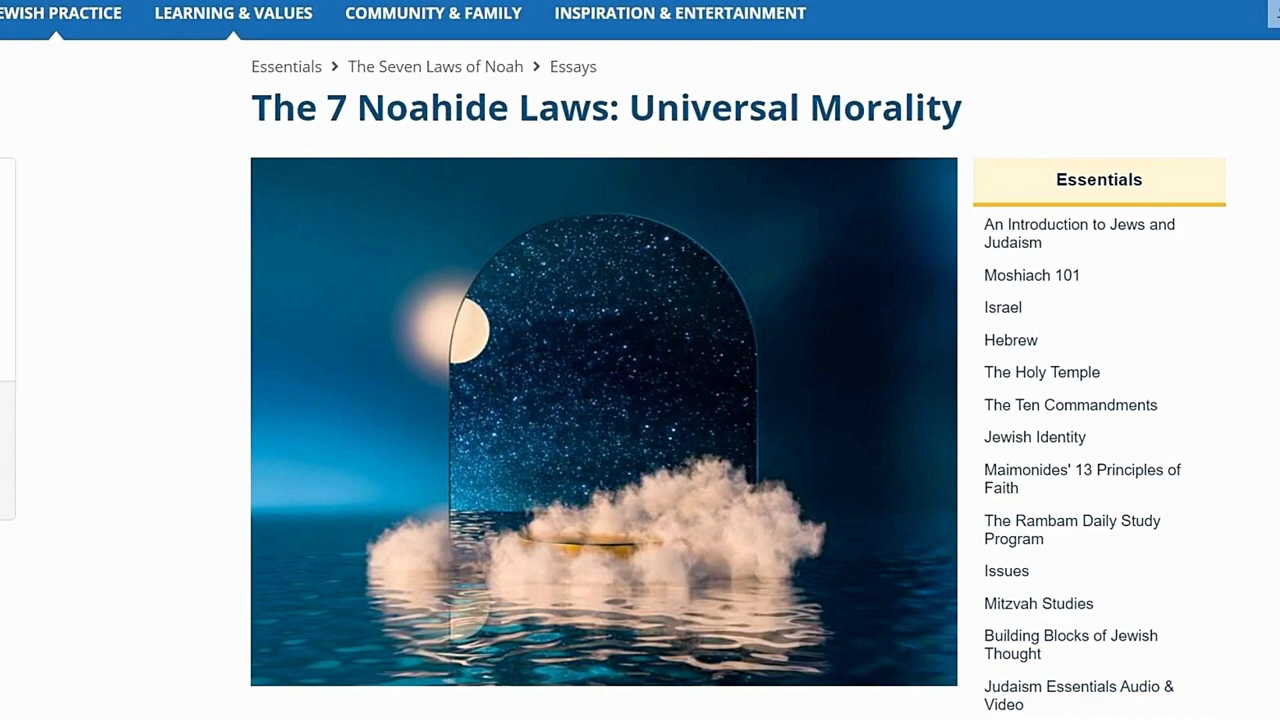 EWISH PRACTICE LEARNING & VALUES COMMUNITY & FAMILY INSPIRATION & ENTERTAINMENT
Essentials > The Seven Laws of Noah > Essays
The 7 Noahide Laws: Universal Morality
Essentials
An Introduction to Jews and
Judaism
Moshiach 101
Israel
Hebrew
The Holy Temple
The Ten Commandments
Jewish Identity
Maimonides' 13 Principles of
Faith
The Rambam Daily Study
Program
Issues
Mitzvah Studies
Building Blocks of Jewish
Thought
Judaism Essentials Audio &
Video